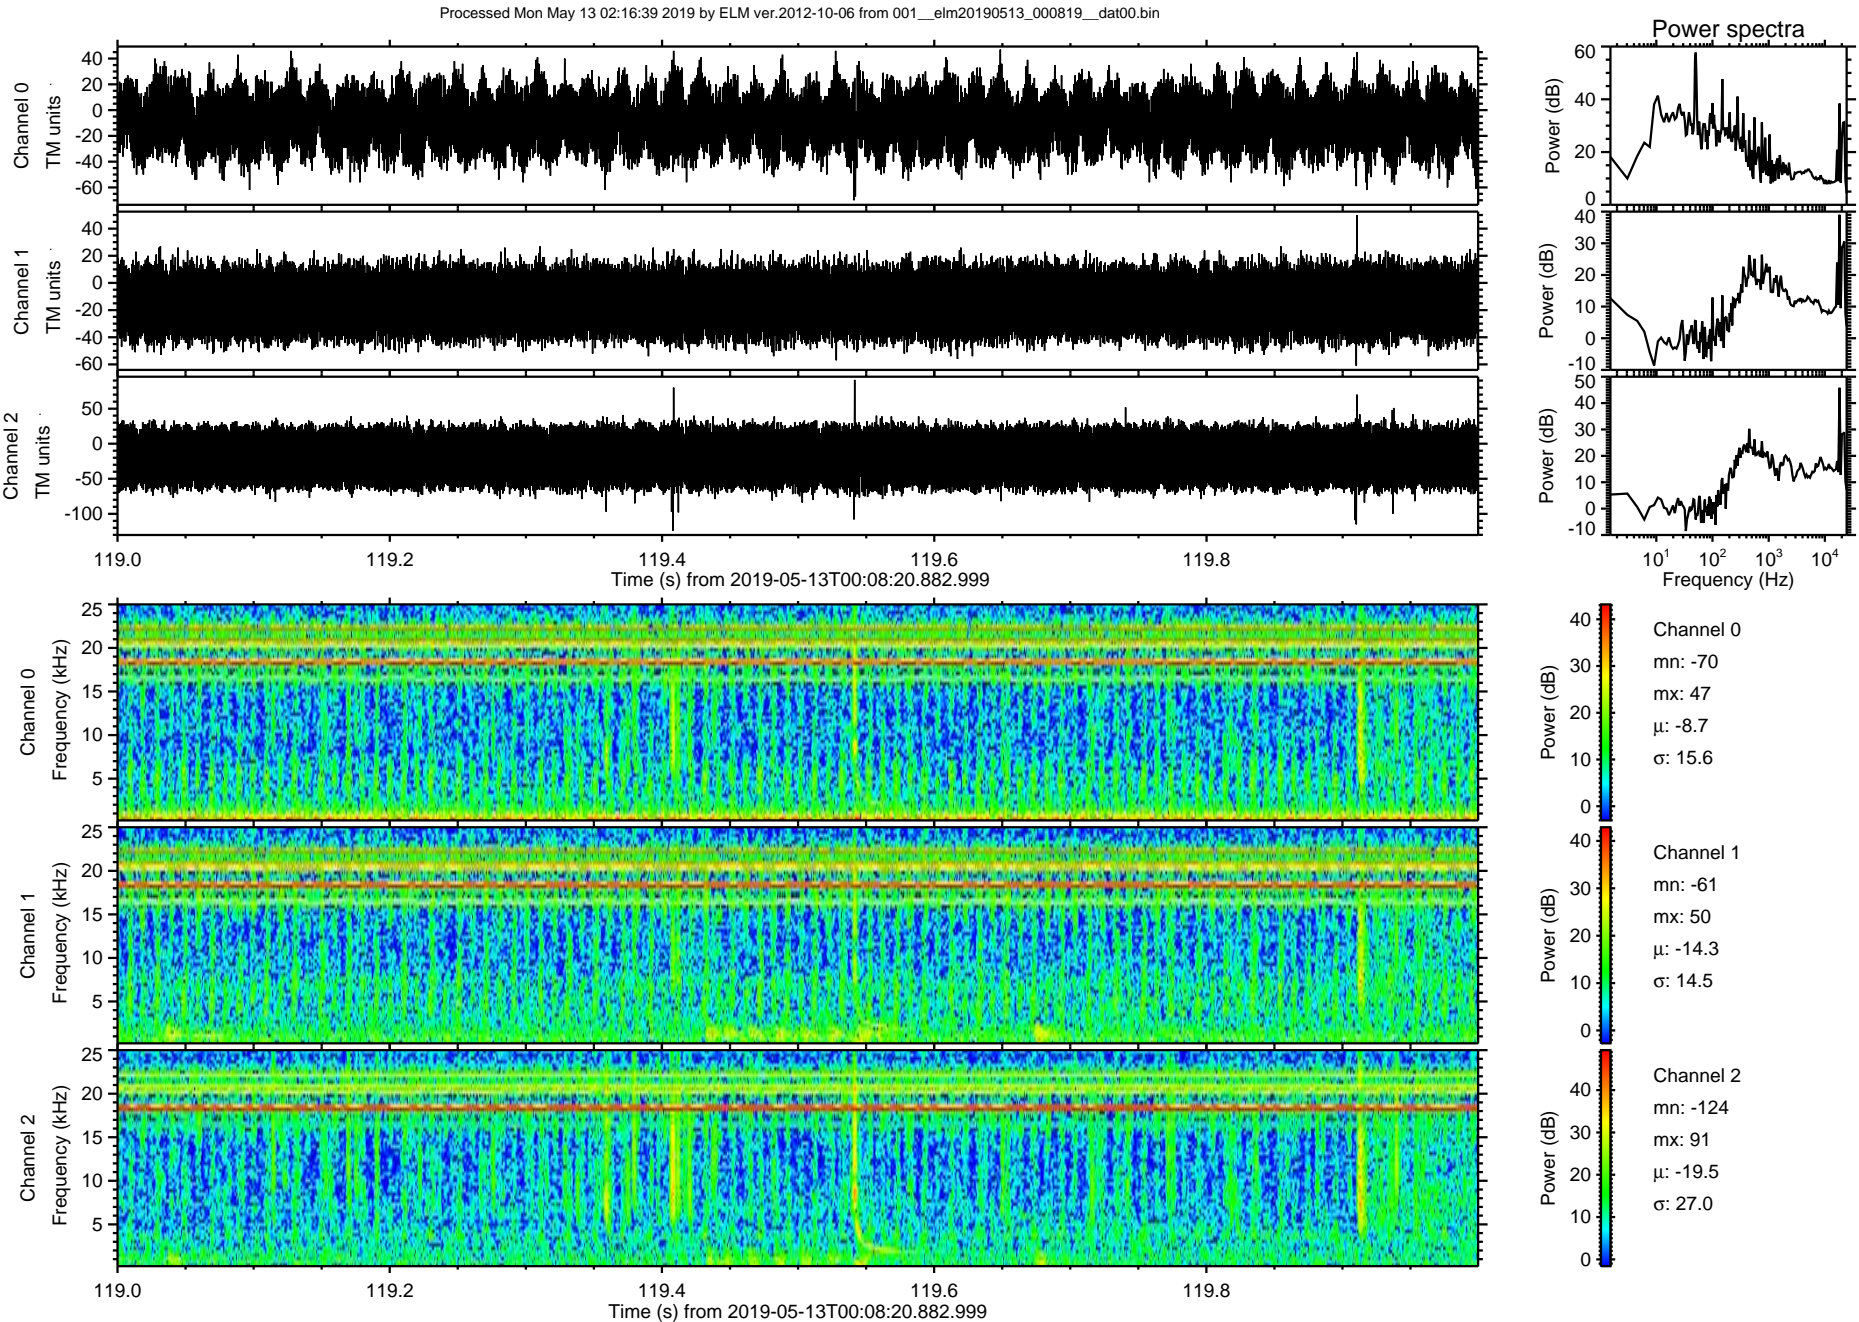 Processed Mon May 13 02:16:39 2019 by ELM ver.2012-10-06 from 001__elm20190513_000819__dat00.bin
Power spectra
Channel 0
TM units
40
20
0
-20
-40
-60
Power (dB)
60
40
20
0
Channel 1
TM units
40
20
0
-20
-40
-60
Power (dB)
40
30
20
10
0
-10
Channel 2
TM units
50
0
-50
-100
Power (dB)
50
40
30
20
10
0
-10
119.0 119.2 119.4 119.6 119.8
Time (s) from 2019-05-13T00:08:20.882.999
10^1 10^2 10^3 10^4
Frequency (Hz)
Channel 0
Frequency (kHz)
25
20
15
10
5
Power (dB)
40
30
20
10
0
Channel 0
mn: -70
mx: 47
μ: -8.7
σ: 15.6
Channel 1
Frequency (kHz)
25
20
15
10
5
Power (dB)
40
30
20
10
0
Channel 1
mn: -61
mx: 50
μ: -14.3
σ: 14.5
Channel 2
Frequency (kHz)
25
20
15
10
5
Power (dB)
40
30
20
10
0
Channel 2
mn: -124
mx: 91
μ: -19.5
σ: 27.0
119.0 119.2 119.4 119.6 119.8
Time (s) from 2019-05-13T00:08:20.882.999